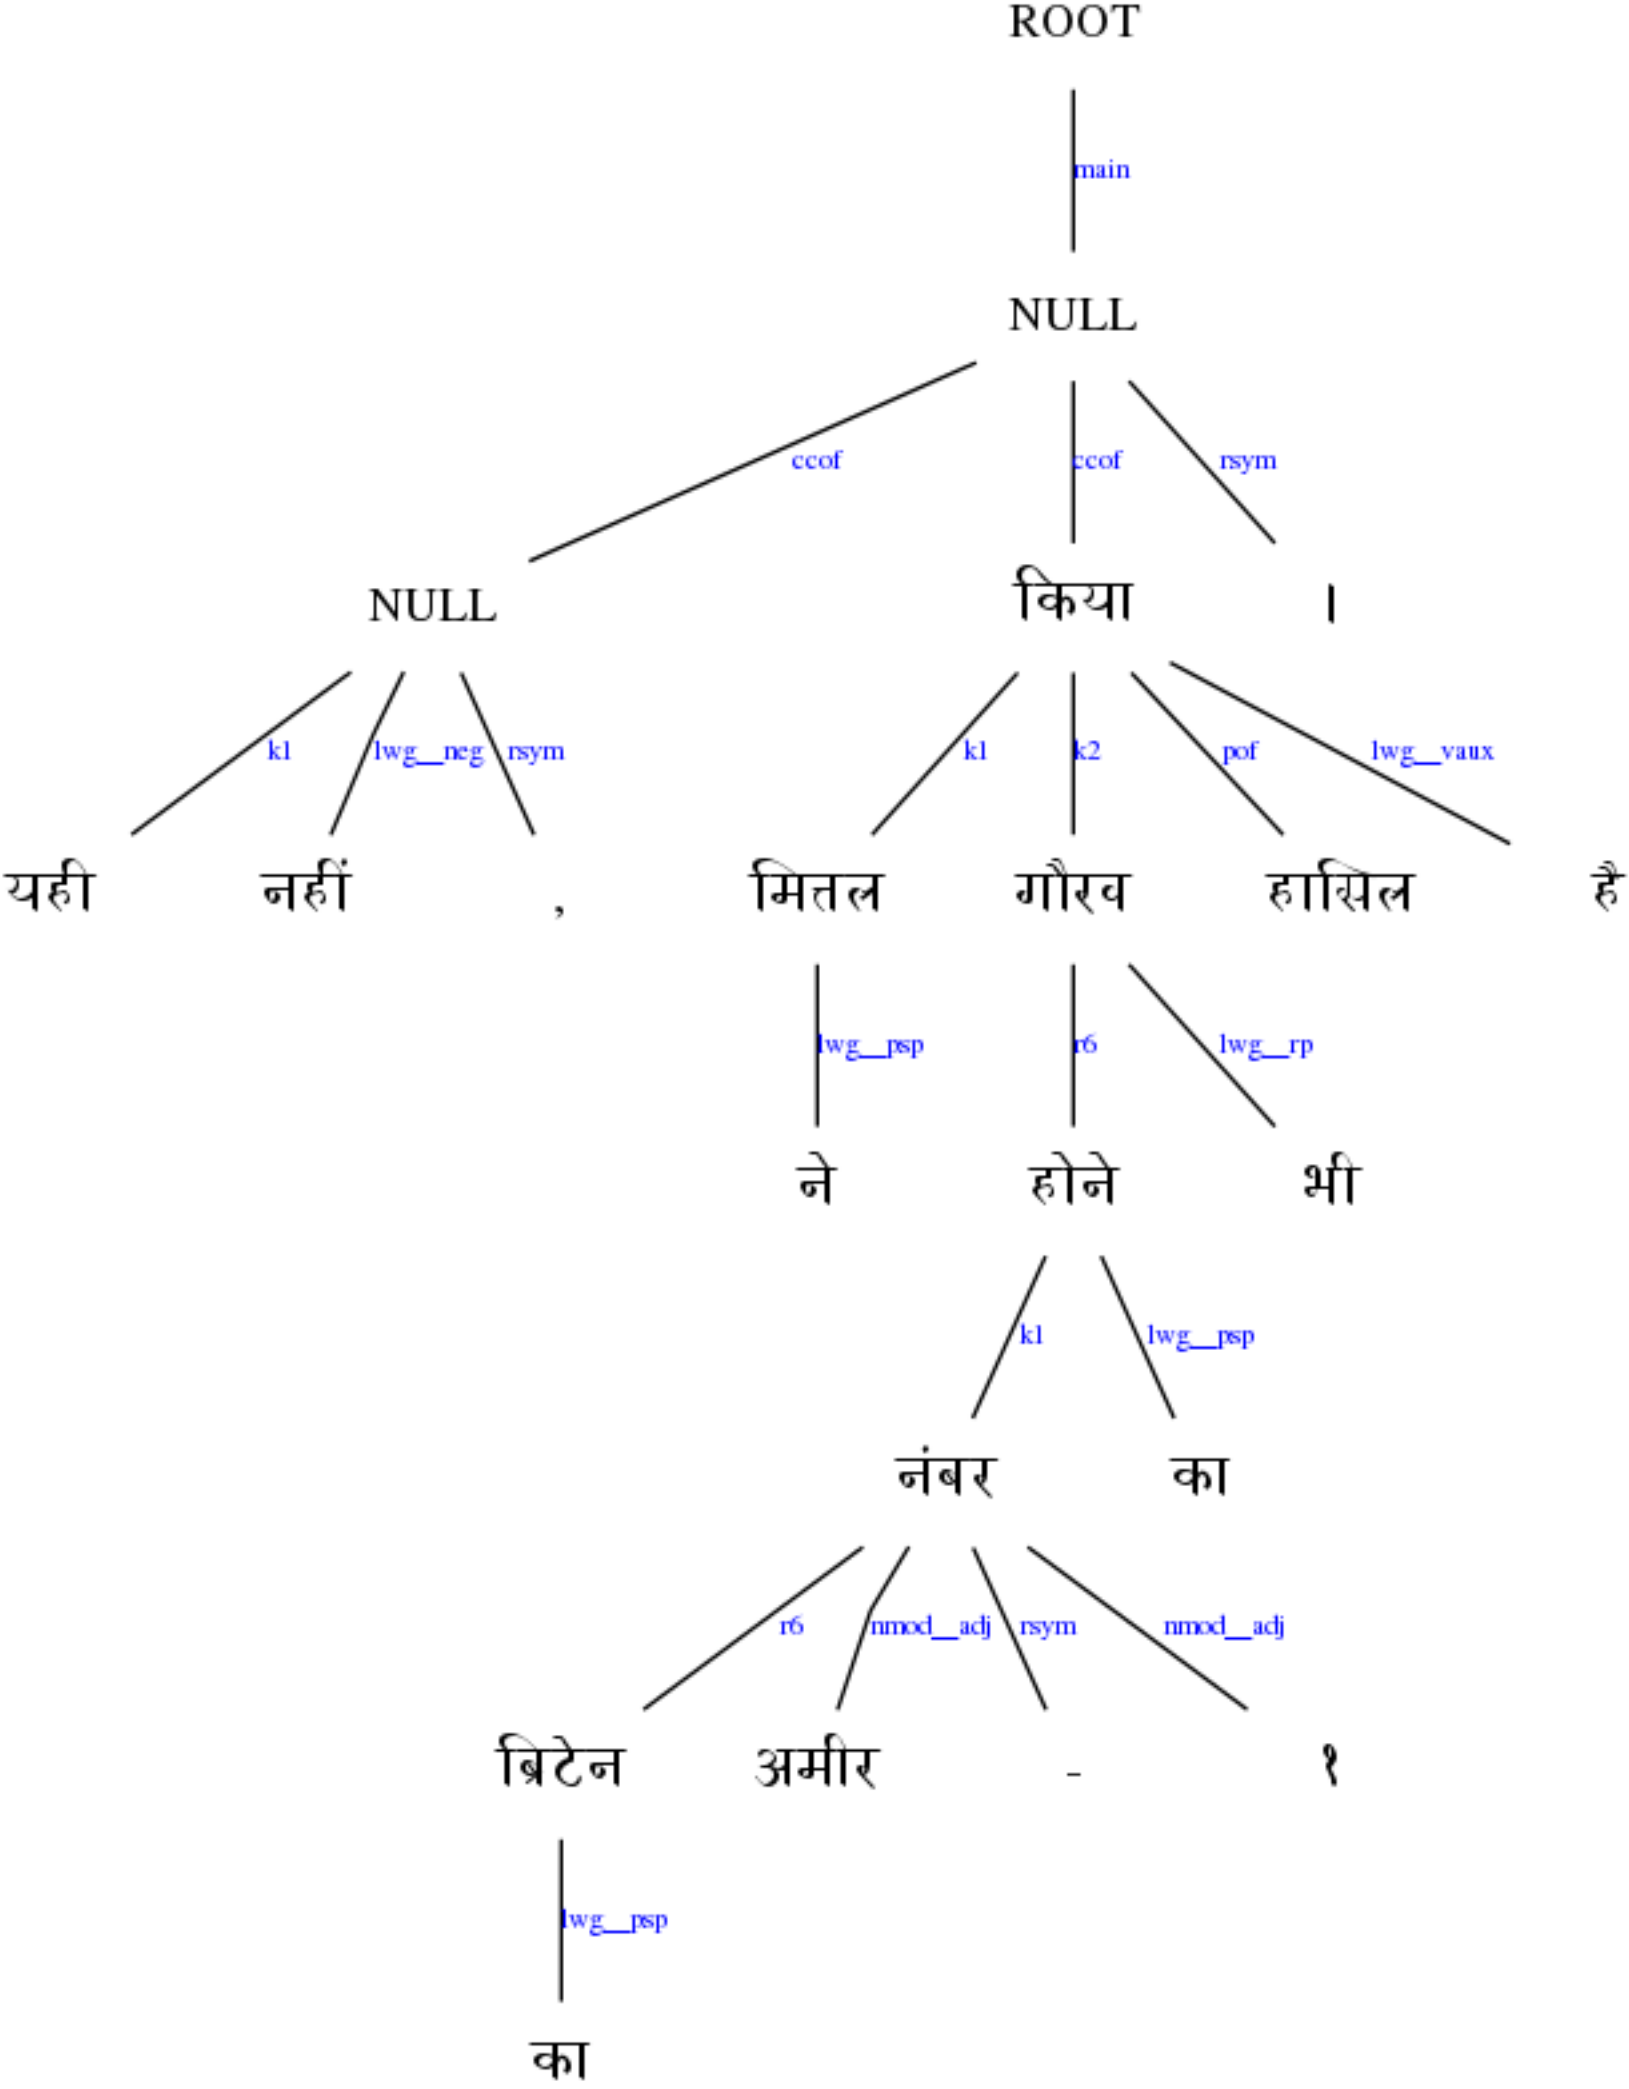 ROOT
main
NULL
ccof ccof rsym
NULL किया ।
k1 lwg__neg rsym k1 k2 pof lwg__vaux
यही नहीं , मित्तल गौरव हासिल है
lwg__psp r6 lwg__rp
ने होने भी
k1 lwg__psp
नंबर का
r6 nmod__adj rsym nmod__adj
ब्रिटेन अमीर - १
lwg__psp
का